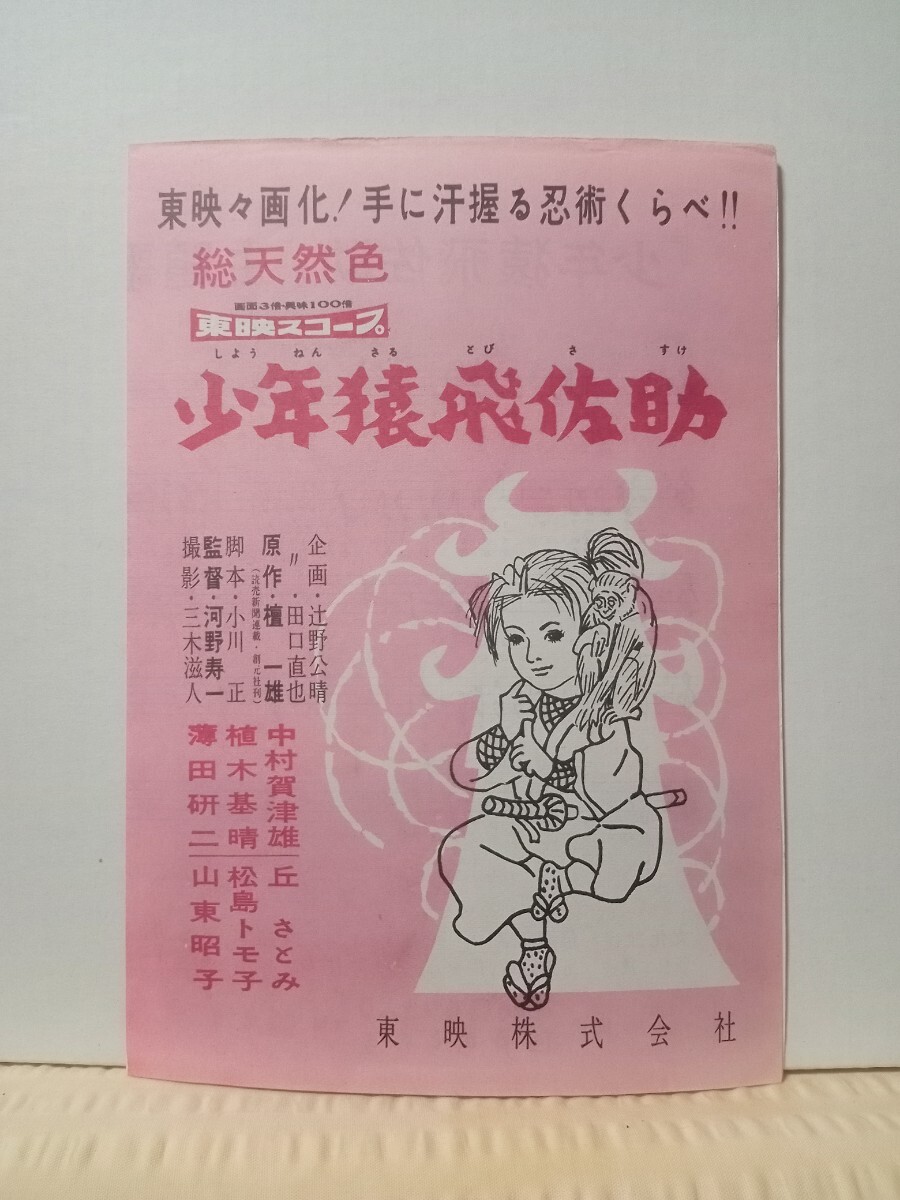 東映々画化!手に汗握る忍術くらべ!!
総天然色
画面3倍・興味100倍
東映スコープ
しよう ねん さる とび さ すけ
少年猿飛佐助
企画・辻野公晴
〃・田口直也
原作・檀一雄
(読売新聞連載・創元社刊)
脚本・小川正
監督・河野寿一
撮影・三木滋人
中村賀津雄
植木基晴
薄田研二
丘さとみ
松島トモ子
山東昭子
東映株式会社